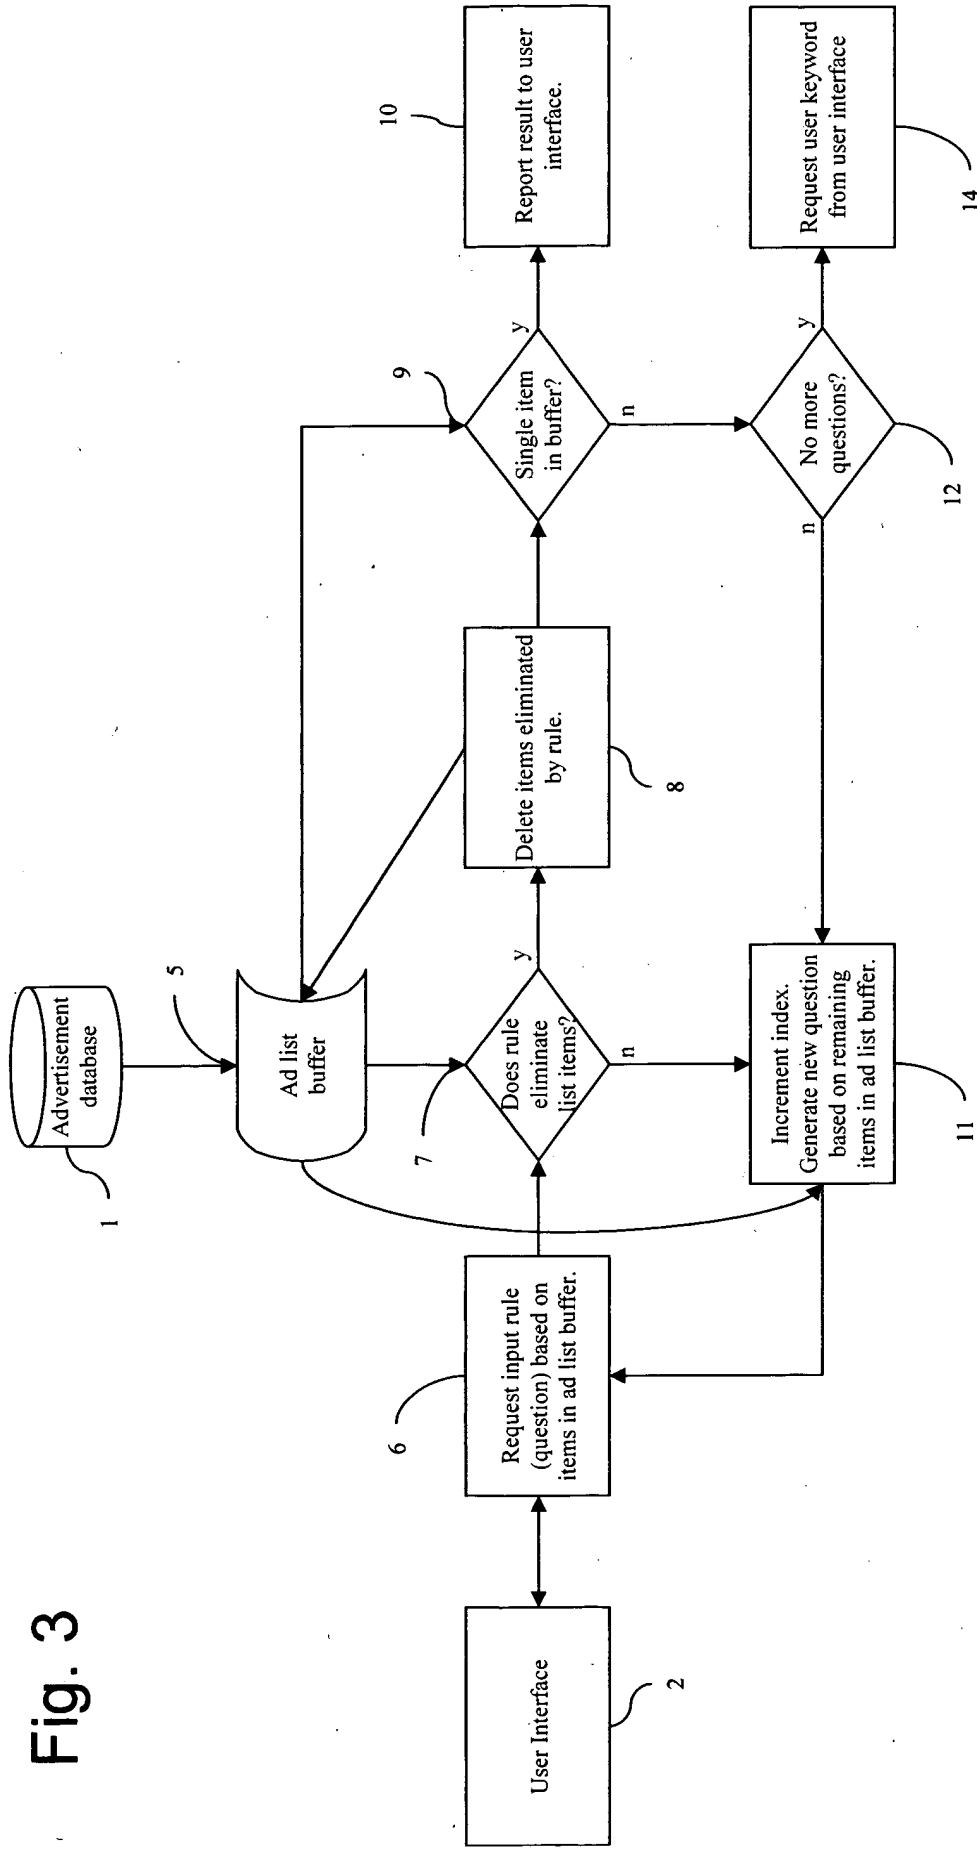 Fig. 3
Advertisement
database
1
5
Ad list
buffer
User Interface
2
Request input rule
(question) based on
items in ad list buffer.
6
Does rule
eliminate
list items?
7
y
n
Delete items eliminated
by rule.
8
Single item
in buffer?
9
y
n
Report result to user
interface.
10
Increment index.
Generate new question
based on remaining
items in ad list buffer.
11
No more
questions?
12
n
y
Request user keyword
from user interface
14